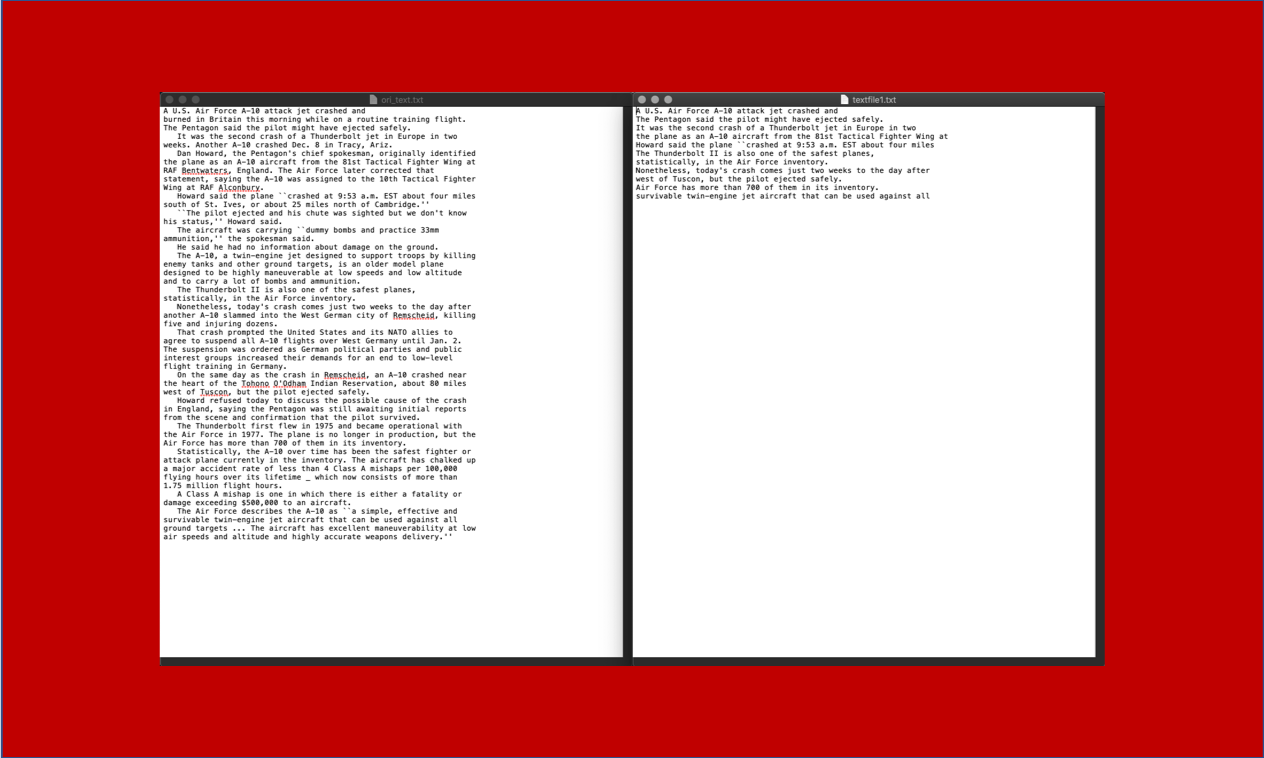 ori_text.txt
A U.S. Air Force A-10 attack jet crashed and
burned in Britain this morning while on a routine training flight.
The Pentagon said the pilot might have ejected safely.
It was the second crash of a Thunderbolt jet in Europe in two
weeks. Another A-10 crashed Dec. 8 in Tracy, Ariz.
Dan Howard, the Pentagon's chief spokesman, originally identified
the plane as an A-10 aircraft from the 81st Tactical Fighter Wing at
RAF Bentwaters, England. The Air Force later corrected that
statement, saying the A-10 was assigned to the 10th Tactical Fighter
Wing at RAF Alconbury.
Howard said the plane ``crashed at 9:53 a.m. EST about four miles
south of St. Ives, or about 25 miles north of Cambridge.''
``The pilot ejected and his chute was sighted but we don't know
his status,'' Howard said.
The aircraft was carrying ``dummy bombs and practice 33mm
ammunition,'' the spokesman said.
He said he had no information about damage on the ground.
The A-10, a twin-engine jet designed to support troops by killing
enemy tanks and other ground targets, is an older model plane
designed to be highly maneuverable at low speeds and low altitude
and to carry a lot of bombs and ammunition.
The Thunderbolt II is also one of the safest planes,
statistically, in the Air Force inventory.
Nonetheless, today's crash comes just two weeks to the day after
another A-10 slammed into the West German city of Remscheid, killing
five and injuring dozens.
That crash prompted the United States and its NATO allies to
agree to suspend all A-10 flights over West Germany until Jan. 2.
The suspension was ordered as German political parties and public
interest groups increased their demands for an end to low-level
flight training in Germany.
On the same day as the crash in Remscheid, an A-10 crashed near
the heart of the Tohono O'Odham Indian Reservation, about 80 miles
west of Tuscon, but the pilot ejected safely.
Howard refused today to discuss the possible cause of the crash
in England, saying the Pentagon was still awaiting initial reports
from the scene and confirmation that the pilot survived.
The Thunderbolt first flew in 1975 and became operational with
the Air Force in 1977. The plane is no longer in production, but the
Air Force has more than 700 of them in its inventory.
Statistically, the A-10 over time has been the safest fighter or
attack plane currently in the inventory. The aircraft has chalked up
a major accident rate of less than 4 Class A mishaps per 100,000
flying hours over its lifetime _ which now consists of more than
1.75 million flight hours.
A Class A mishap is one in which there is either a fatality or
damage exceeding $500,000 to an aircraft.
The Air Force describes the A-10 as ``a simple, effective and
survivable twin-engine jet aircraft that can be used against all
ground targets ... The aircraft has excellent maneuverability at low
air speeds and altitude and highly accurate weapons delivery.''
textfile1.txt
A U.S. Air Force A-10 attack jet crashed and
The Pentagon said the pilot might have ejected safely.
It was the second crash of a Thunderbolt jet in Europe in two
the plane as an A-10 aircraft from the 81st Tactical Fighter Wing at
Howard said the plane ``crashed at 9:53 a.m. EST about four miles
The Thunderbolt II is also one of the safest planes,
statistically, in the Air Force inventory.
Nonetheless, today's crash comes just two weeks to the day after
west of Tuscon, but the pilot ejected safely.
Air Force has more than 700 of them in its inventory.
survivable twin-engine jet aircraft that can be used against all